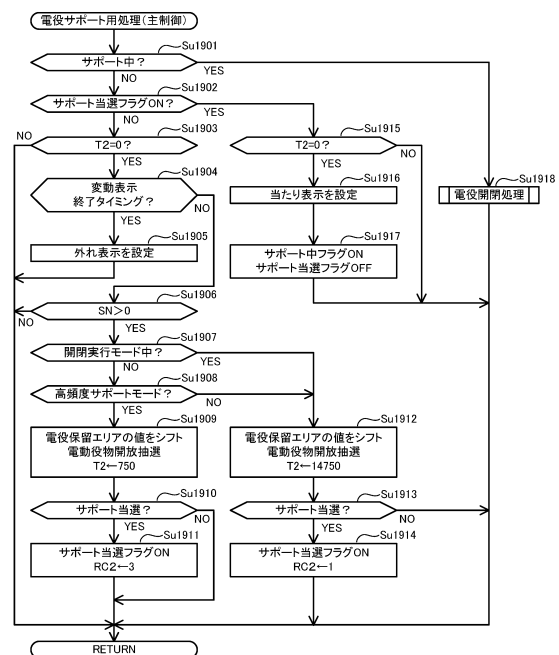 電役サポート用処理(主制御)
Su1901
サポート中?
YES
NO
Su1902
サポート当選フラグON?
YES
NO
Su1903
NO
T2=0?
YES
Su1904
変動表示
終了タイミング?
NO
YES
Su1905
外れ表示を設定
Su1915
T2=0?
NO
YES
Su1916
当たり表示を設定
Su1917
サポート中フラグON
サポート当選フラグOFF
Su1918
電役開閉処理
Su1906
SN>0
NO
YES
Su1907
開閉実行モード中?
YES
NO
Su1908
高頻度サポートモード?
NO
YES
Su1909
電役保留エリアの値をシフト
電動役物開放抽選
T2←750
Su1910
サポート当選?
NO
YES
Su1911
サポート当選フラグON
RC2←3
Su1912
電役保留エリアの値をシフト
電動役物開放抽選
T2←14750
Su1913
サポート当選?
NO
YES
Su1914
サポート当選フラグON
RC2←1
RETURN